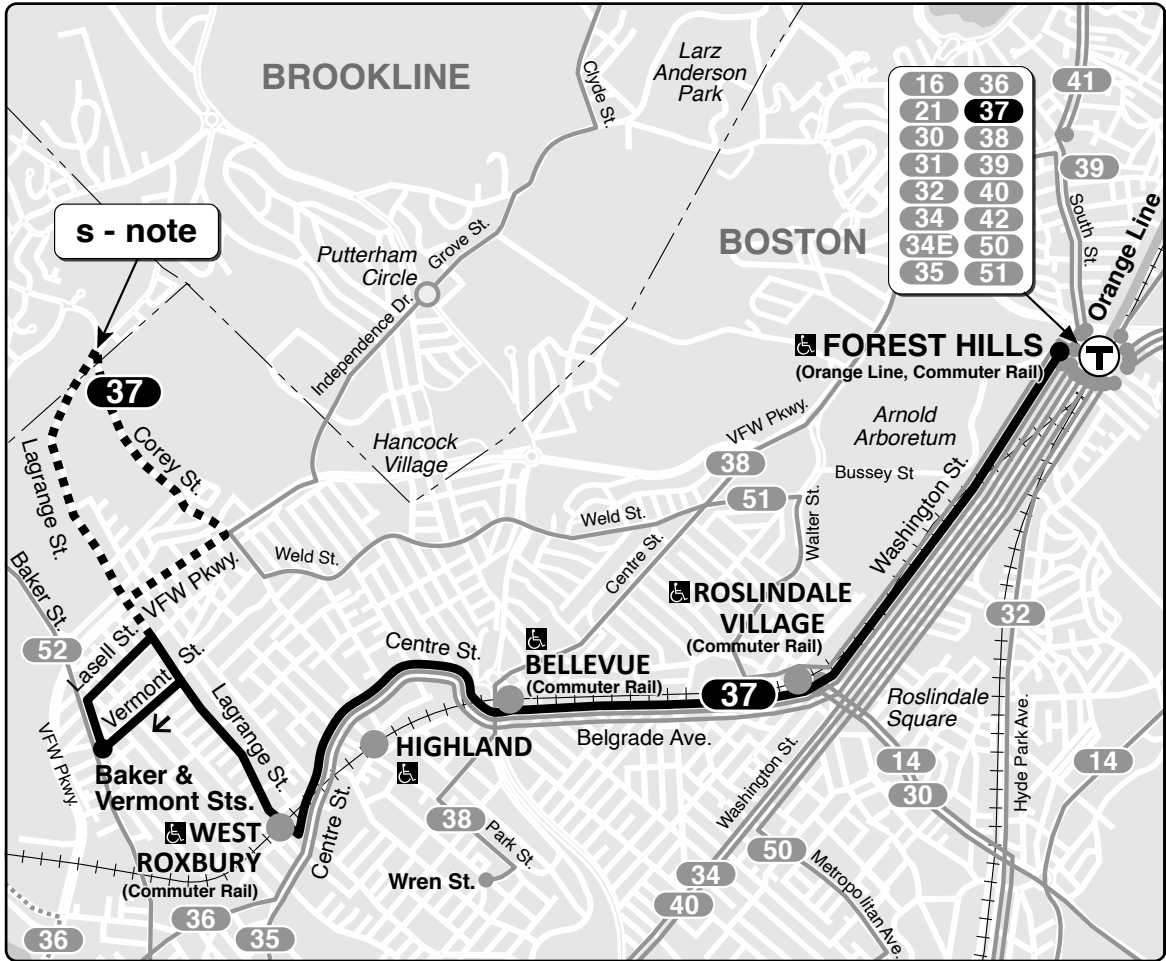 BROOKLINE
Clyde St.
Larz
Anderson
Park
16 36
21 37
30 38
31 39
32 40
34 42
34E 50
35 51
41
39
South St.
Orange Line
s - note
Putterham
Circle
Grove St.
Independence Dr.
BOSTON
FOREST HILLS
(Orange Line, Commuter Rail)
T
37
Corey St.
Lagrange St.
Hancock
Village
VFW Pkwy.
38
Arnold
Arboretum
Bussey St
51
Weld St.
Weld St.
Walter St.
Washington St.
Centre St.
Baker St.
VFW Pkwy.
52
Lasell St.
Vermont St.
Lagrange St.
VFW Pkwy.
Baker &
Vermont Sts.
Centre St.
BELLEVUE
(Commuter Rail)
ROSLINDALE
VILLAGE
(Commuter Rail)
37
32
Belgrade Ave.
Roslindale
Square
Hyde Park Ave.
HIGHLAND
Centre St.
WEST
ROXBURY
(Commuter Rail)
38
Park St.
Wren St.
Washington St.
14
30
14
50
Metropolitan Ave.
34
40
36
35
36